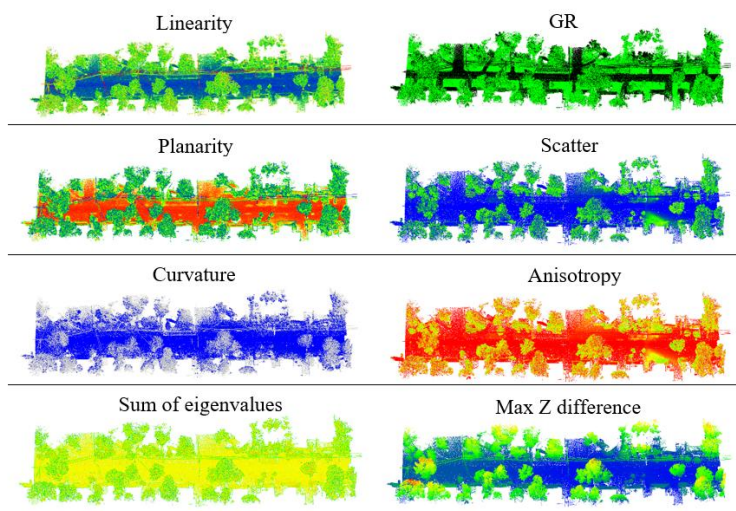 Linearity
GR
Planarity
Scatter
Curvature
Anisotropy
Sum of eigenvalues
Max Z difference